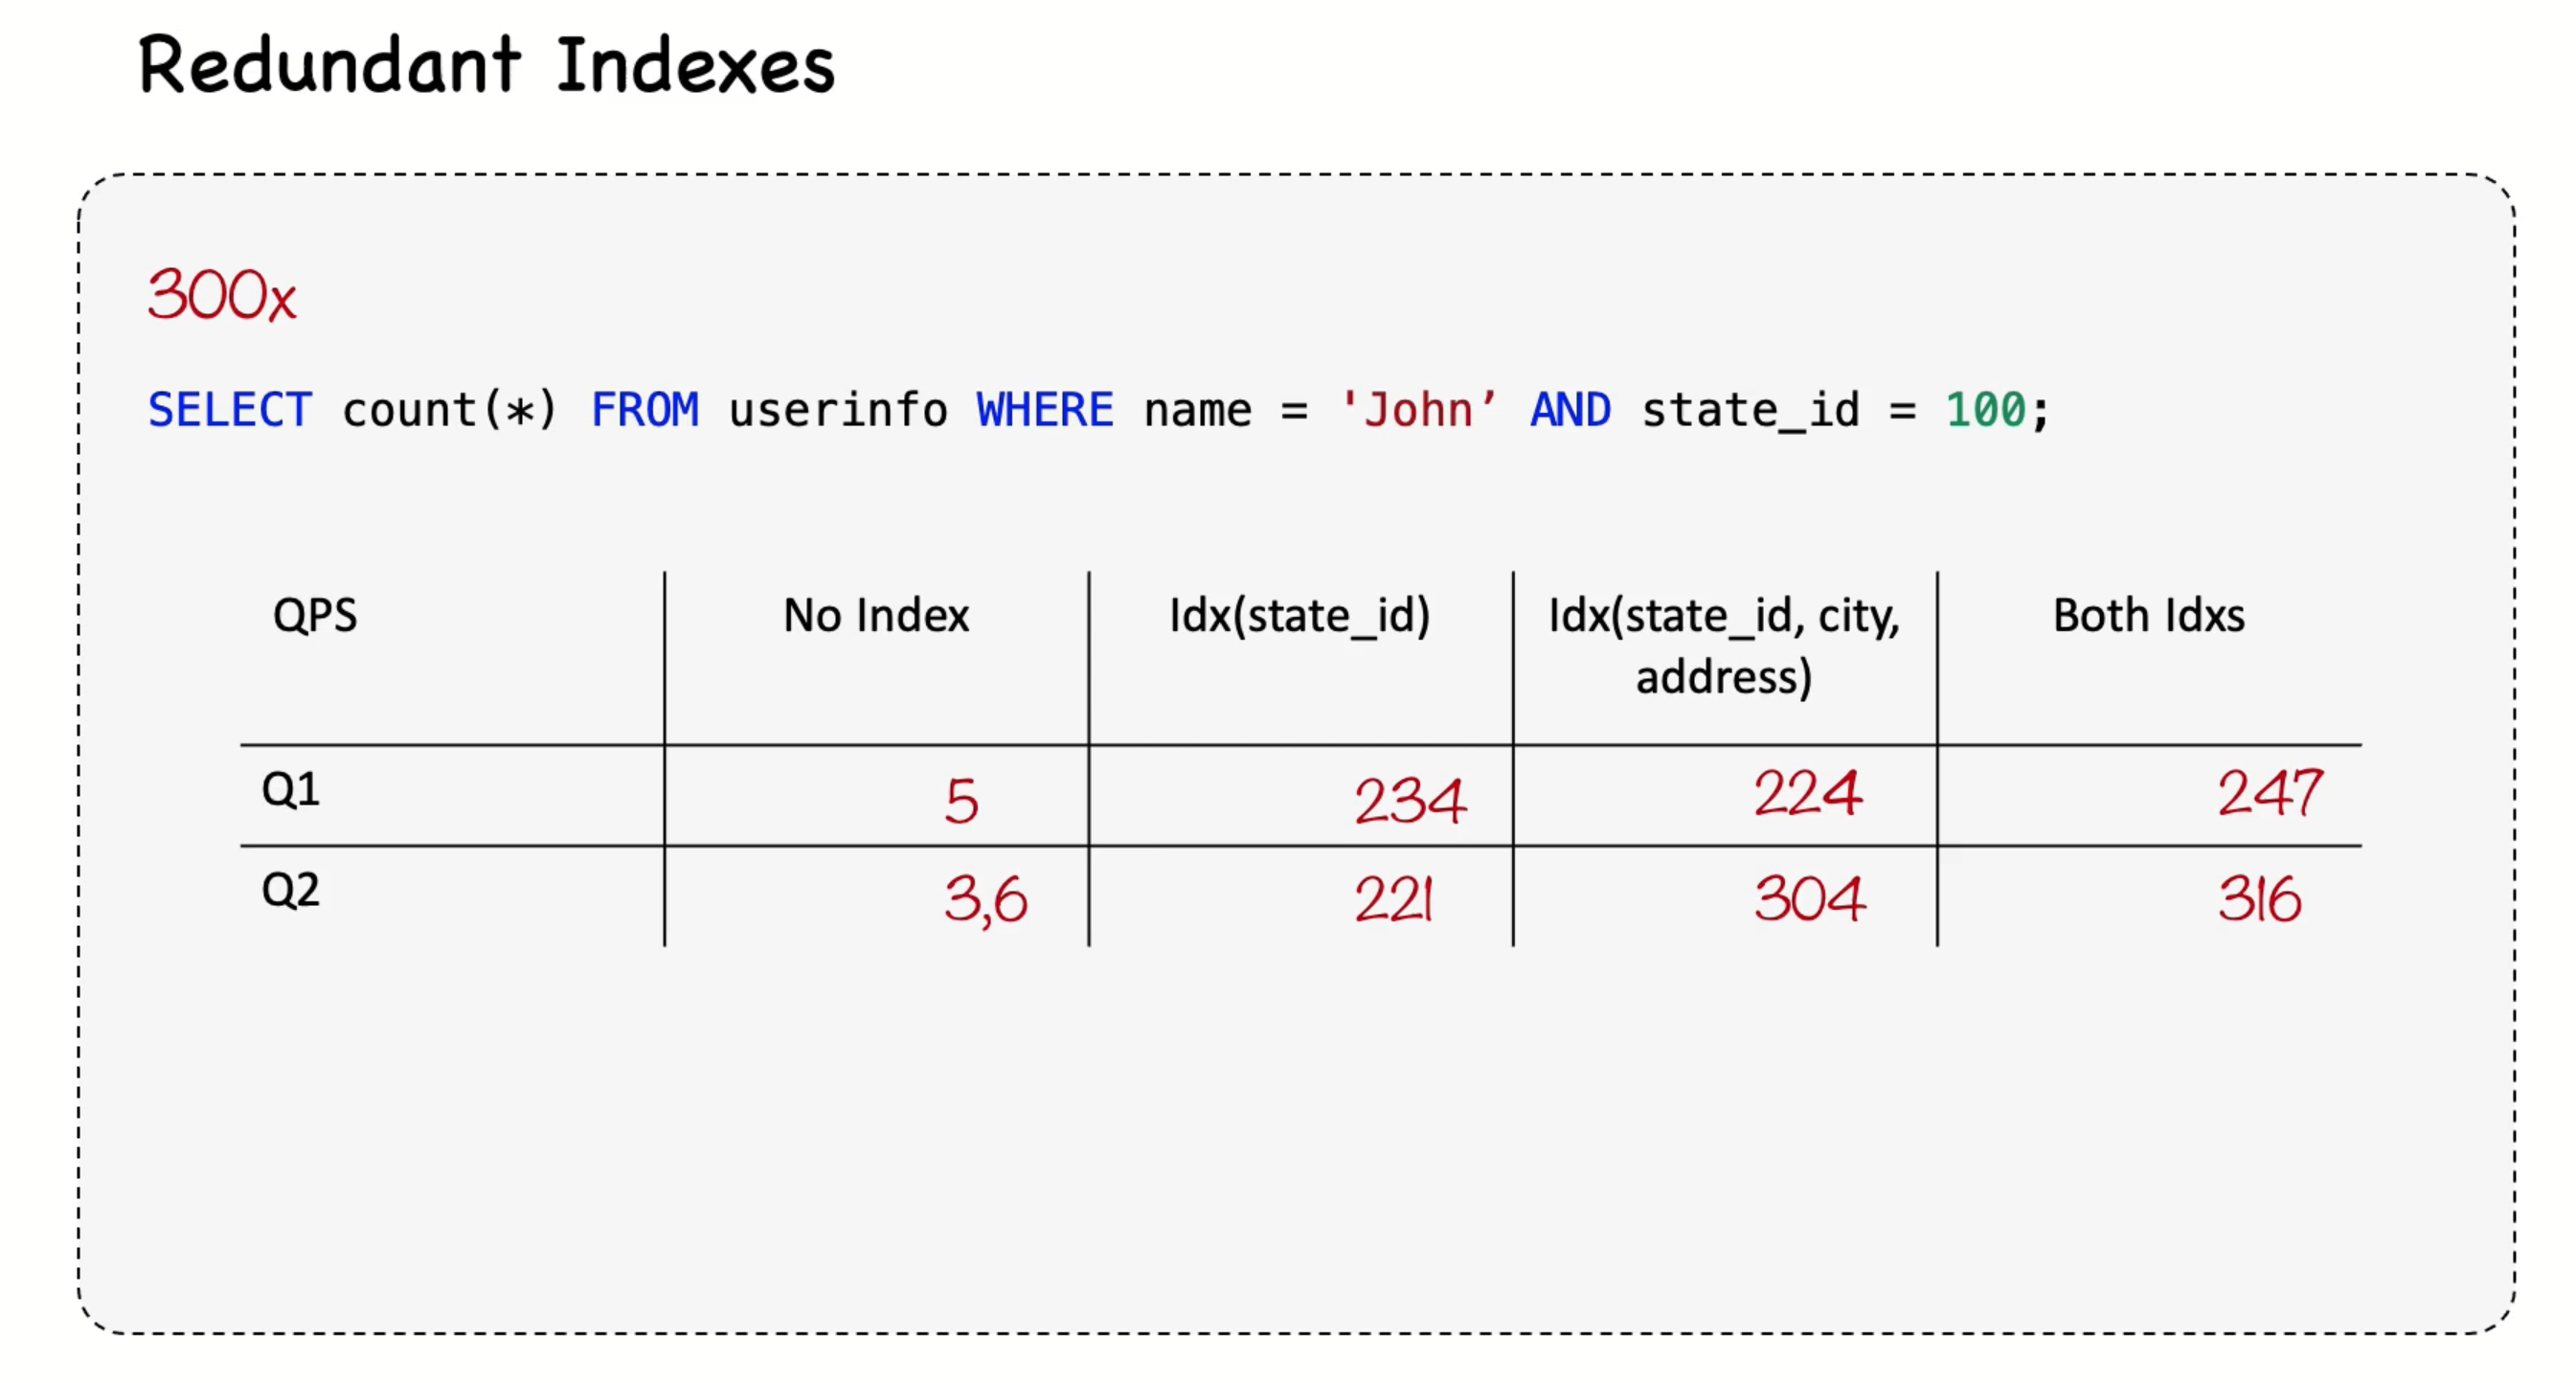 Redundant Indexes
300x
SELECT count(*) FROM userinfo WHERE name = 'John’ AND state_id = 100;
QPS No Index Idx(state_id) Idx(state_id, city, address) Both Idxs
Q1 5 234 224 247
Q2 3,6 221 304 316